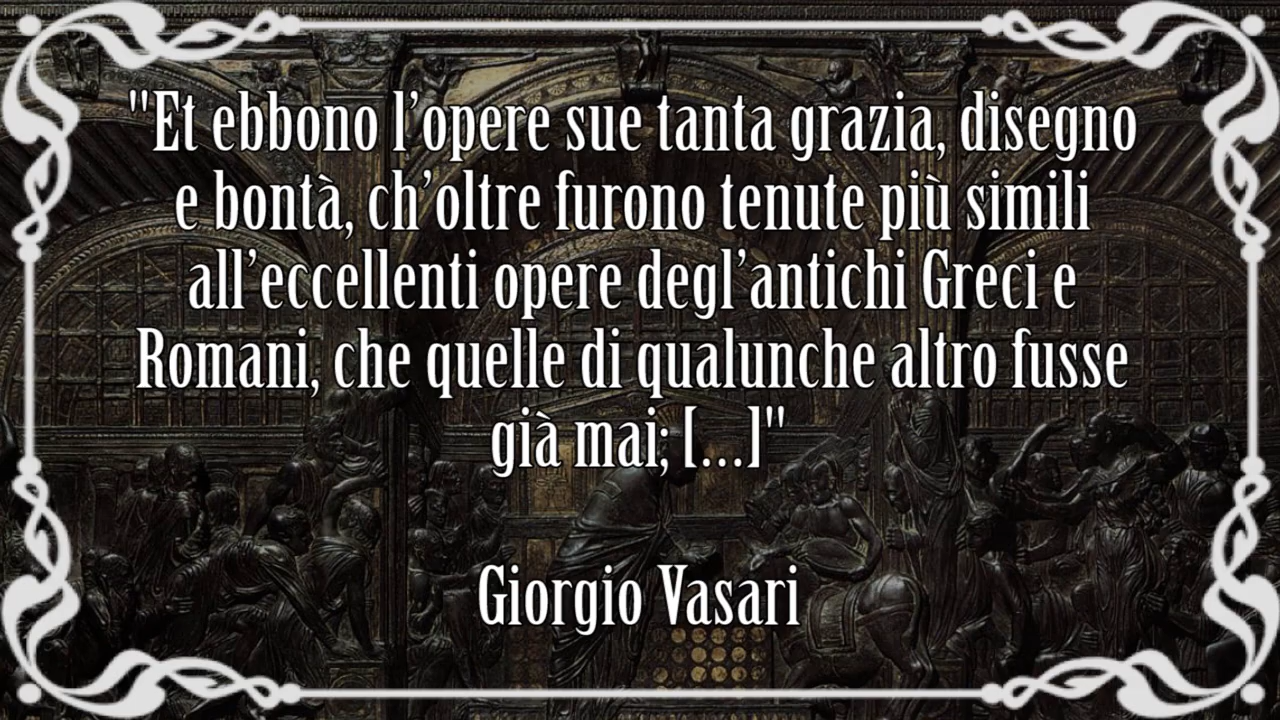 "Et ebbono l’opere sue tanta grazia, disegno
e bontà, ch’oltre furono tenute più simili
all’eccellenti opere degl’antichi Greci e
Romani, che quelle di qualunche altro fusse
già mai; [...]"
Giorgio Vasari